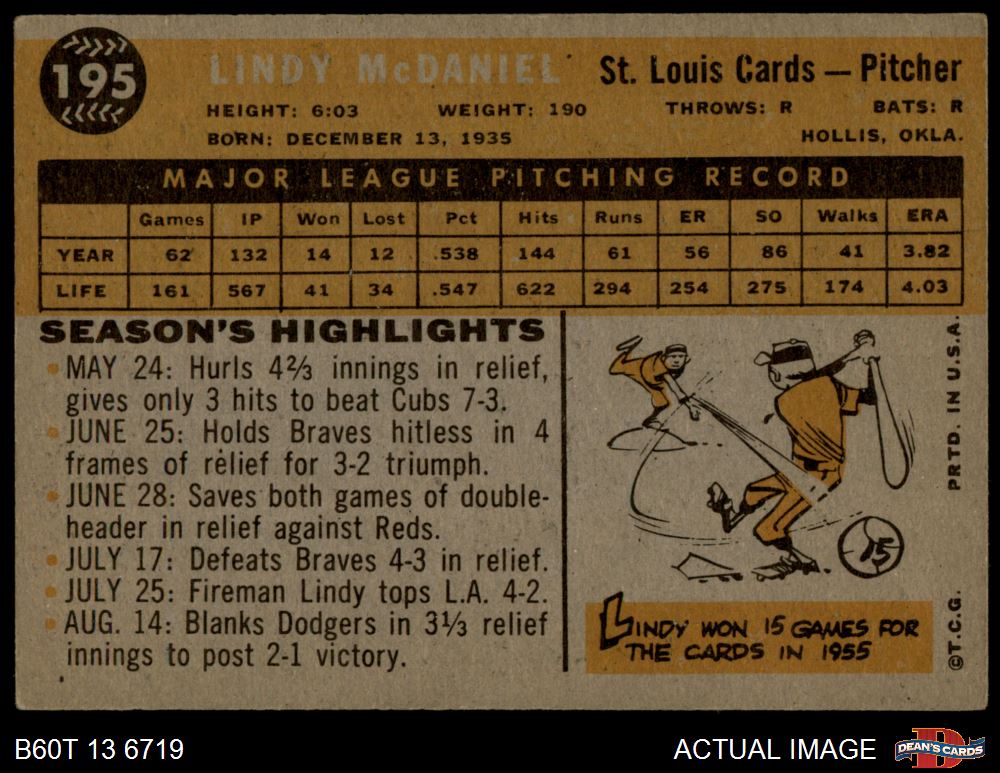 195
LINDY McDANIEL St. Louis Cards — Pitcher
HEIGHT: 6:03 WEIGHT: 190 THROWS: R BATS: R
BORN: DECEMBER 13, 1935 HOLLIS, OKLA.
MAJOR LEAGUE PITCHING RECORD
Games IP Won Lost Pct Hits Runs ER SO Walks ERA
YEAR 62 132 14 12 .538 144 61 56 86 41 3.82
LIFE 161 567 41 34 .547 622 294 254 275 174 4.03
SEASON'S HIGHLIGHTS
• MAY 24: Hurls 4⅔ innings in relief,
gives only 3 hits to beat Cubs 7-3.
• JUNE 25: Holds Braves hitless in 4
frames of relief for 3-2 triumph.
• JUNE 28: Saves both games of double-
header in relief against Reds.
• JULY 17: Defeats Braves 4-3 in relief.
• JULY 25: Fireman Lindy tops L.A. 4-2.
• AUG. 14: Blanks Dodgers in 3⅓ relief
innings to post 2-1 victory.
15
LINDY WON 15 GAMES FOR
THE CARDS IN 1955
PRTD. IN U.S.A.
©T.C.G.
B60T 13 6719
ACTUAL IMAGE
D
DEAN'S CARDS